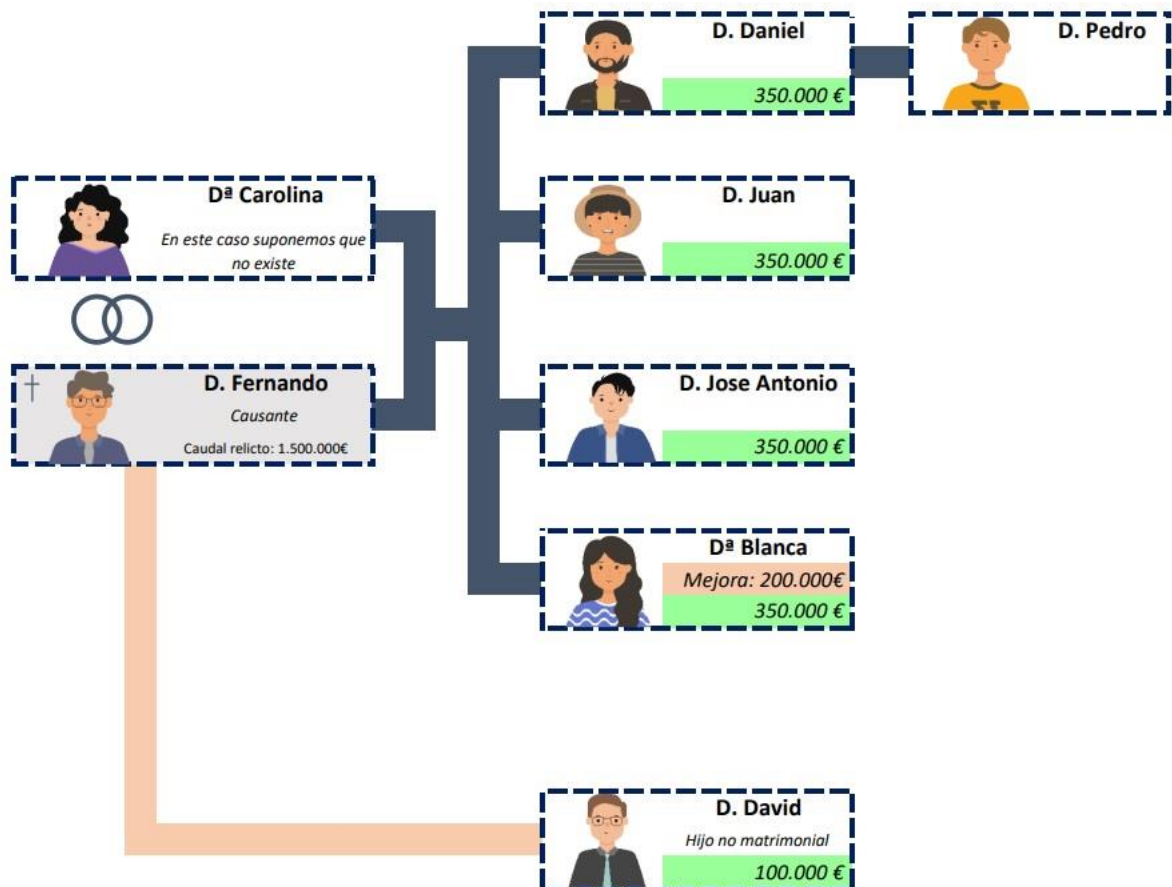 D. Daniel
350.000 €
D. Pedro
Dª Carolina
En este caso suponemos que
no existe
D. Juan
350.000 €
D. Fernando
Causante
Caudal relicto: 1.500.000€
D. Jose Antonio
350.000 €
Dª Blanca
Mejora: 200.000€
350.000 €
D. David
Hijo no matrimonial
100.000 €